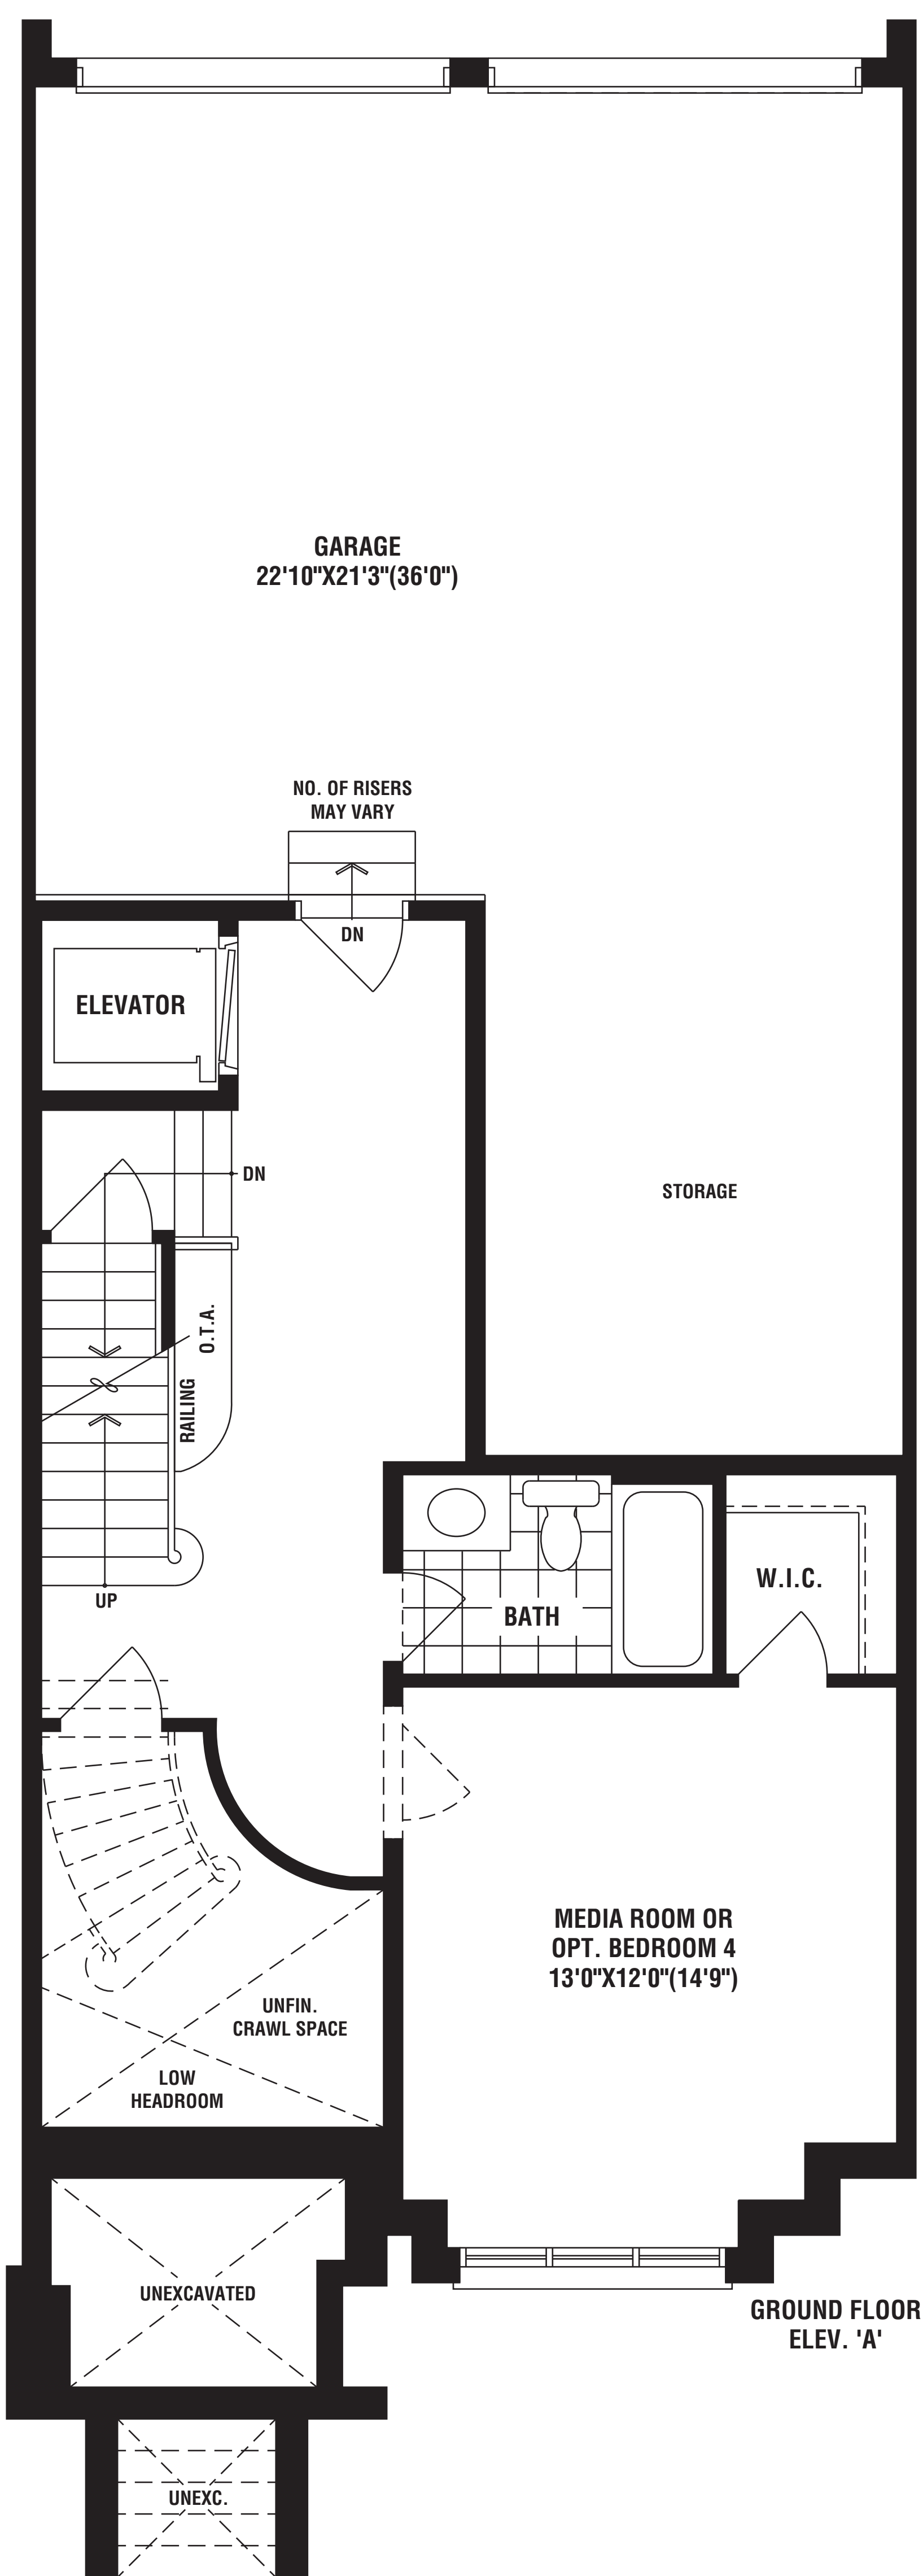 GARAGE
22'10"X21'3"(36'0")
NO. OF RISERS
MAY VARY
DN
ELEVATOR
DN
STORAGE
O.T.A.
RAILING
UP
W.I.C.
BATH
MEDIA ROOM OR
OPT. BEDROOM 4
13'0"X12'0"(14'9")
UNFIN.
CRAWL SPACE
LOW
HEADROOM
UNEXCAVATED
GROUND FLOOR
ELEV. 'A'
UNEXC.